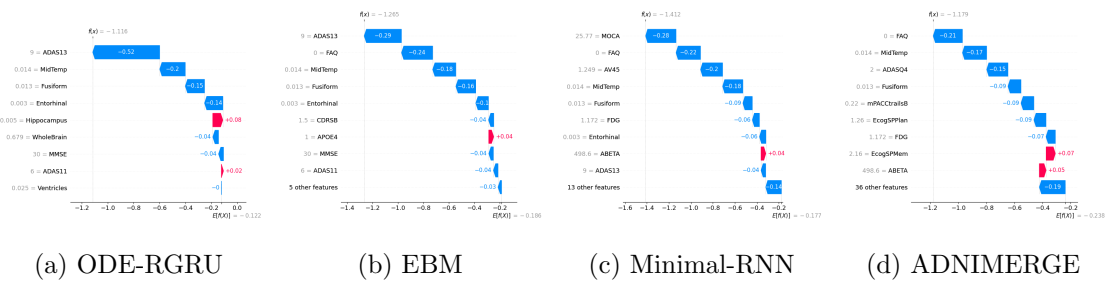 f(x) = −1.116
9 = ADAS13
−0.52
0.014 = MidTemp
−0.2
0.013 = Fusiform
−0.15
0.003 = Entorhinal
−0.14
0.005 = Hippocampus
+0.08
0.679 = WholeBrain
−0.04
30 = MMSE
−0.04
6 = ADAS11
+0.02
0.025 = Ventricles
−0
−1.2 −1.0 −0.8 −0.6 −0.4 −0.2 0.0
E[f(X)] = −0.122
(a) ODE-RGRU
f(x) = −1.265
9 = ADAS13
−0.29
0 = FAQ
−0.24
0.014 = MidTemp
−0.18
0.013 = Fusiform
−0.16
0.003 = Entorhinal
−0.1
1.5 = CDRSB
−0.04
1 = APOE4
+0.04
30 = MMSE
−0.04
6 = ADAS11
−0.04
5 other features
−0.03
−1.4 −1.2 −1.0 −0.8 −0.6 −0.4 −0.2
E[f(X)] = −0.186
(b) EBM
f(x) = −1.412
25.77 = MOCA
−0.28
0 = FAQ
−0.22
1.249 = AV45
−0.2
0.014 = MidTemp
−0.18
0.013 = Fusiform
−0.09
1.172 = FDG
−0.06
0.003 = Entorhinal
−0.06
498.6 = ABETA
+0.04
9 = ADAS13
−0.04
13 other features
−0.14
−1.6 −1.4 −1.2 −1.0 −0.8 −0.6 −0.4 −0.2
E[f(X)] = −0.177
(c) Minimal-RNN
f(x) = −1.179
0 = FAQ
−0.21
0.014 = MidTemp
−0.17
2 = ADASQ4
−0.15
0.013 = Fusiform
−0.09
0.22 = mPACCtrailsB
−0.09
1.26 = EcogSPPlan
−0.09
1.172 = FDG
−0.07
2.16 = EcogSPMem
+0.07
498.6 = ABETA
+0.05
36 other features
−0.19
−1.2 −1.0 −0.8 −0.6 −0.4 −0.2
E[f(X)] = −0.238
(d) ADNIMERGE